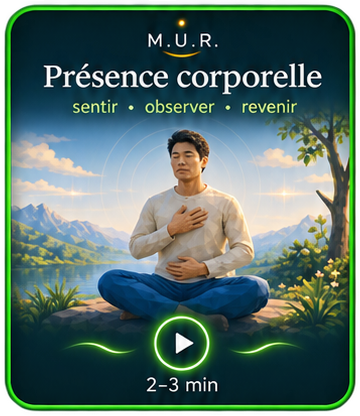 M.U.R.
Présence corporelle
sentir • observer • revenir
2–3 min